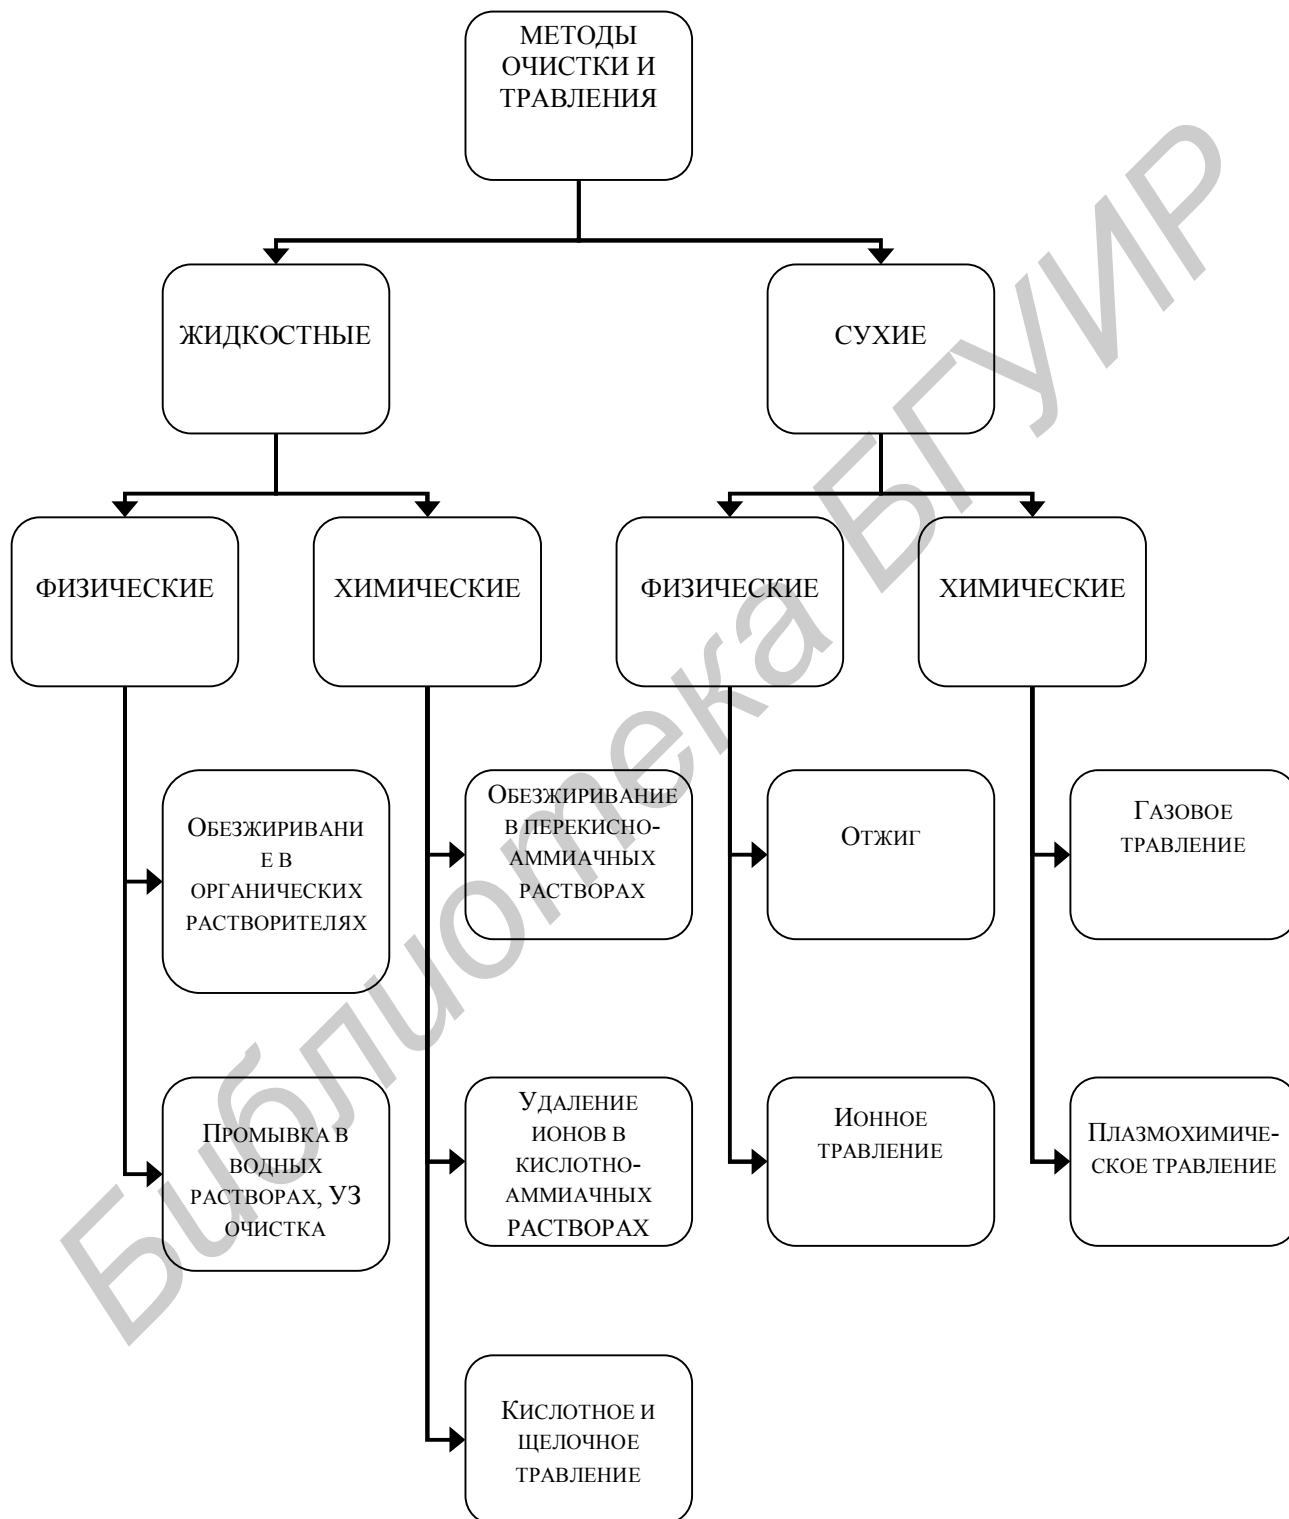 МЕТОДЫ
ОЧИСТКИ И
ТРАВЛЕНИЯ
ЖИДКОСТНЫЕ
СУХИЕ
ФИЗИЧЕСКИЕ
ХИМИЧЕСКИЕ
ФИЗИЧЕСКИЕ
ХИМИЧЕСКИЕ
ОБЕЗЖИРИВАНИ
Е В
ОРГАНИЧЕСКИХ
РАСТВОРИТЕЛЯХ
ОБЕЗЖИРИВАНИЕ
В ПЕРЕКИСНО-
АММИАЧНЫХ
РАСТВОРАХ
ОТЖИГ
ГАЗОВОЕ
ТРАВЛЕНИЕ
ПРОМЫВКА В
ВОДНЫХ
РАСТВОРАХ, УЗ
ОЧИСТКА
УДАЛЕНИЕ
ИОНОВ В
КИСЛОТНО-
АММИАЧНЫХ
РАСТВОРАХ
ИОННОЕ
ТРАВЛЕНИЕ
ПЛАЗМОХИМИЧЕ-
СКОЕ ТРАВЛЕНИЕ
КИСЛОТНОЕ И
ЩЕЛОЧНОЕ
ТРАВЛЕНИЕ
Библиотека БГУИР